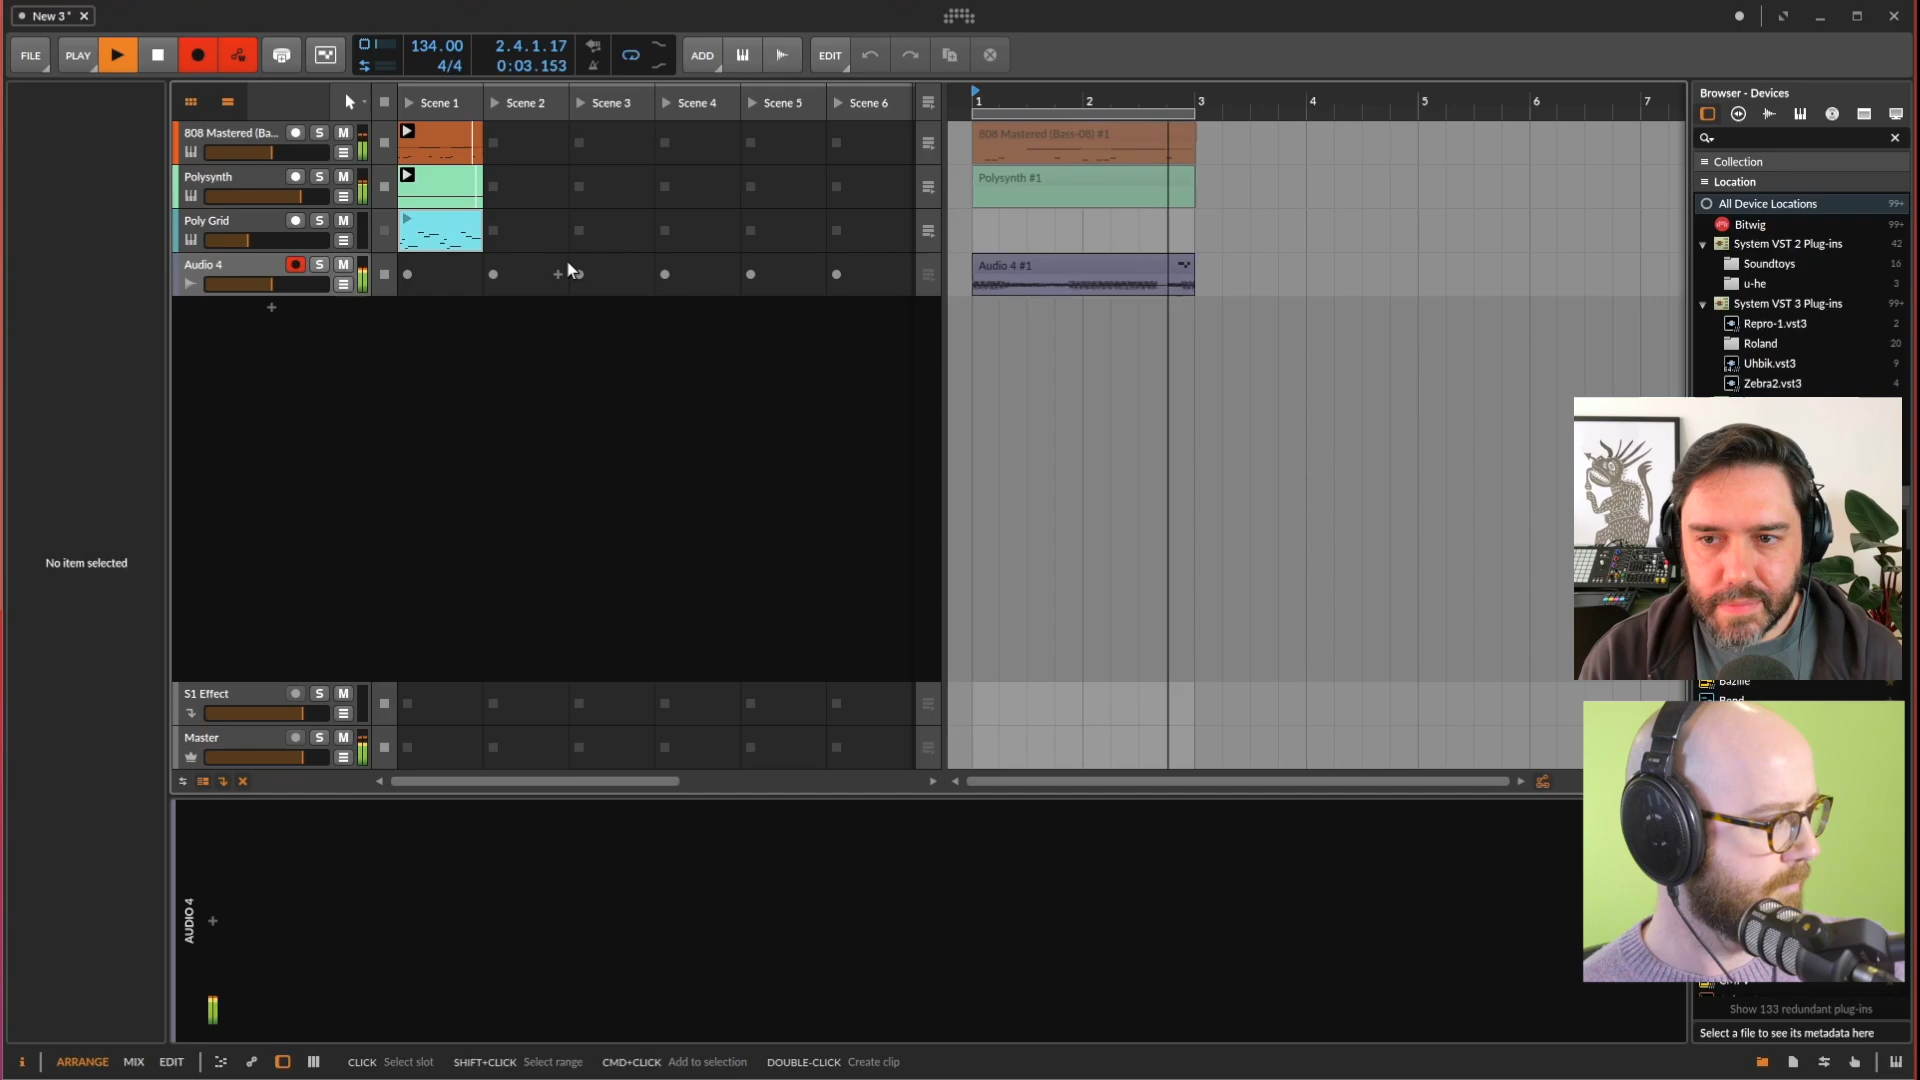 New 3*
FILE
PLAY
134.00
4/4
2.4.1.17
0:03.153
ADD
EDIT
Scene 1
Scene 2
Scene 3
Scene 4
Scene 5
Scene 6
1
2
3
4
5
6
7
Browser - Devices
808 Mastered (Ba...
S
M
808 Mastered (Bass-08) #1
Polysynth
S
M
Polysynth #1
Poly Grid
S
M
Audio 4
S
M
Audio 4 #1
Collection
Location
All Device Locations
99+
Bitwig
99+
System VST 2 Plug-ins
42
Soundtoys
16
u-he
3
System VST 3 Plug-ins
99+
Repro-1.vst3
2
Roland
20
Uhbik.vst3
9
Zebra2.vst3
4
No item selected
S1 Effect
S
M
Master
S
M
AUDIO 4
Show 133 redundant plug-ins
Select a file to see its metadata here
i
ARRANGE
MIX
EDIT
CLICK Select slot
SHIFT+CLICK Select range
CMD+CLICK Add to selection
DOUBLE-CLICK Create clip